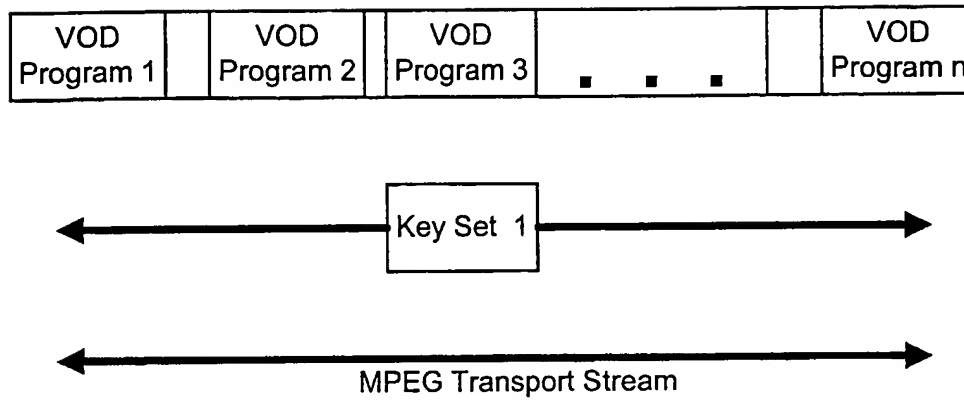 VOD
Program 1
VOD
Program 2
VOD
Program 3
. . .
VOD
Program n
Key Set 1
MPEG Transport Stream